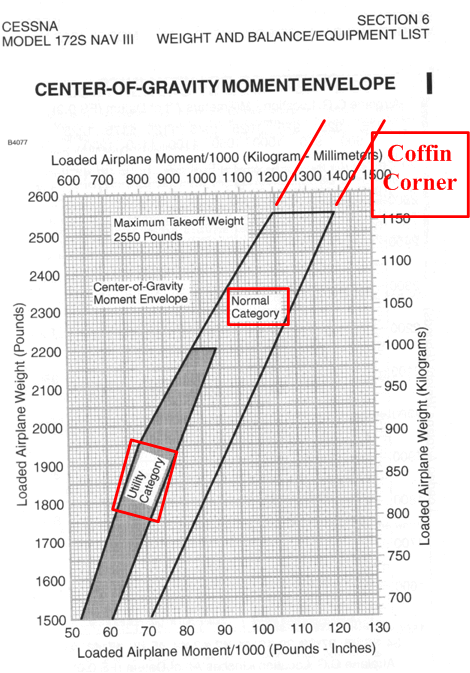 CESSNA
MODEL 172S NAV III
SECTION 6
WEIGHT AND BALANCE/EQUIPMENT LIST
CENTER-OF-GRAVITY MOMENT ENVELOPE
B4077
Loaded Airplane Moment/1000 (Kilogram - Millimeters)
600 700 800 900 1000 1100 1200 1300 1400 1500
Coffin
Corner
2600
2500
2400
2300
2200
2100
2000
1900
1800
1700
1600
1500
Loaded Airplane Weight (Pounds)
Maximum Takeoff Weight
2550 Pounds
Center-of-Gravity
Moment Envelope
Normal
Category
Utility
Category
1150
1100
1050
1000
950
900
850
800
750
700
Loaded Airplane Weight (Kilograms)
50 60 70 80 90 100 110 120 130
Loaded Airplane Moment/1000 (Pounds - Inches)